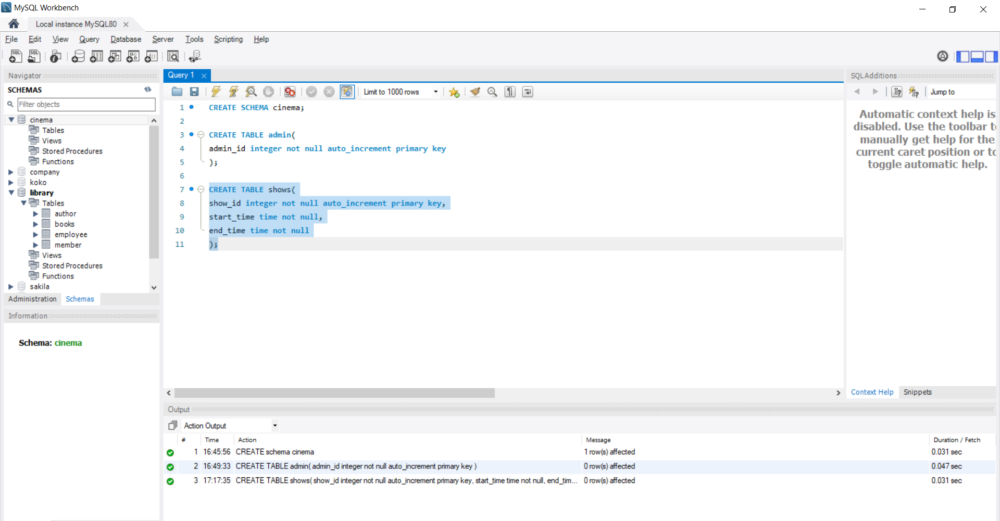 MySQL Workbench
Local instance MySQL80
File Edit View Query Database Server Tools Scripting Help
Navigator
SCHEMAS
Filter objects
cinema
Tables
Views
Stored Procedures
Functions
company
koko
library
Tables
author
books
employee
member
Views
Stored Procedures
Functions
sakila
Administration Schemas
Information
Schema: cinema
Query 1
Limit to 1000 rows
1 CREATE SCHEMA cinema;
2
3 CREATE TABLE admin(
4 admin_id integer not null auto_increment primary key
5 );
6
7 CREATE TABLE shows(
8 show_id integer not null auto_increment primary key,
9 start_time time not null,
10 end_time time not null
11 );
SQLAdditions
Jump to
Automatic context help is
disabled. Use the toolbar t
manually get help for the
current caret position or to
toggle automatic help.
Context Help Snippets
Output
Action Output
# Time Action Message Duration / Fetch
1 16:45:56 CREATE schema cinema 1 row(s) affected 0.031 sec
2 16:49:33 CREATE TABLE admin( admin_id integer not null auto_increment primary key ) 0 row(s) affected 0.047 sec
3 17:17:35 CREATE TABLE shows( show_id integer not null auto_increment primary key, start_time time not null, end_tim... 0 row(s) affected 0.031 sec